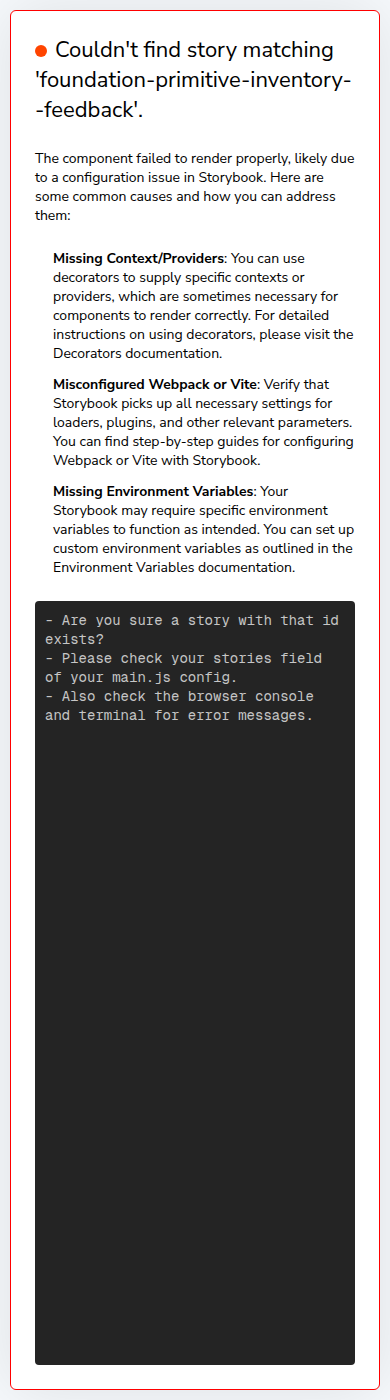 Couldn't find story matching
'foundation-primitive-inventory-
-feedback'.
The component failed to render properly, likely due
to a configuration issue in Storybook. Here are
some common causes and how you can address
them:
Missing Context/Providers: You can use
decorators to supply specific contexts or
providers, which are sometimes necessary for
components to render correctly. For detailed
instructions on using decorators, please visit the
Decorators documentation.
Misconfigured Webpack or Vite: Verify that
Storybook picks up all necessary settings for
loaders, plugins, and other relevant parameters.
You can find step-by-step guides for configuring
Webpack or Vite with Storybook.
Missing Environment Variables: Your
Storybook may require specific environment
variables to function as intended. You can set up
custom environment variables as outlined in the
Environment Variables documentation.
- Are you sure a story with that id
exists?
- Please check your stories field
of your main.js config.
- Also check the browser console
and terminal for error messages.